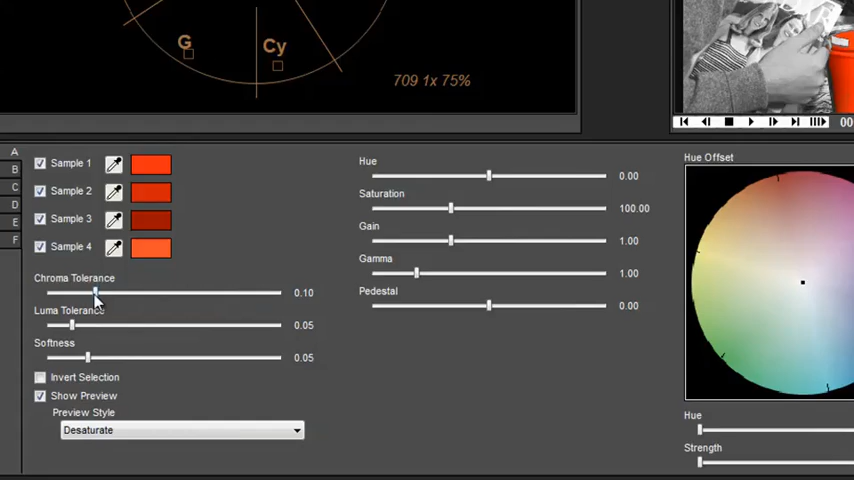 G
Cy
709 1x 75%
00
A
B
C
D
E
F
Sample 1
Sample 2
Sample 3
Sample 4
Chroma Tolerance
0.10
Luma Tolerance
0.05
Softness
0.05
Invert Selection
Show Preview
Preview Style
Desaturate
Hue
0.00
Saturation
100.00
Gain
1.00
Gamma
1.00
Pedestal
0.00
Hue Offset
Hue
Strength